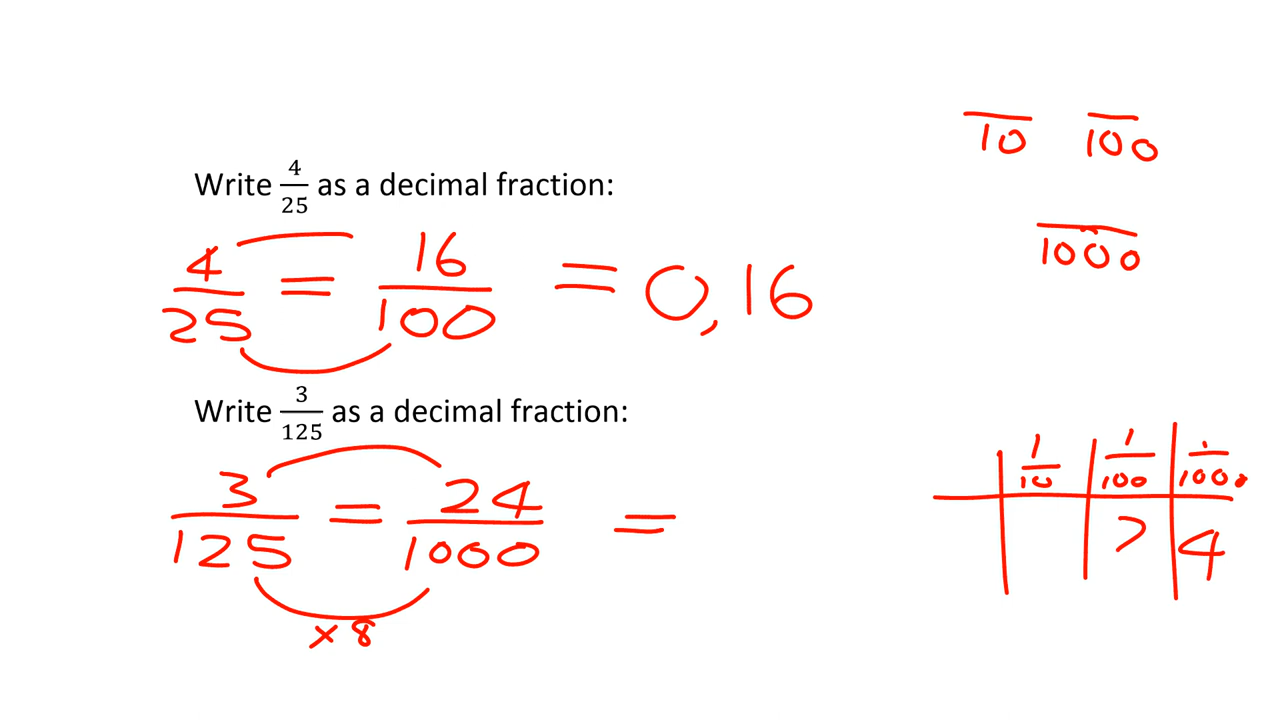 10 100
1000
Write 4/25 as a decimal fraction:
4/25 = 16/100 = 0,16
Write 3/125 as a decimal fraction:
3/125 = 24/1000 =
×8
1/10 1/100 1/1000
4